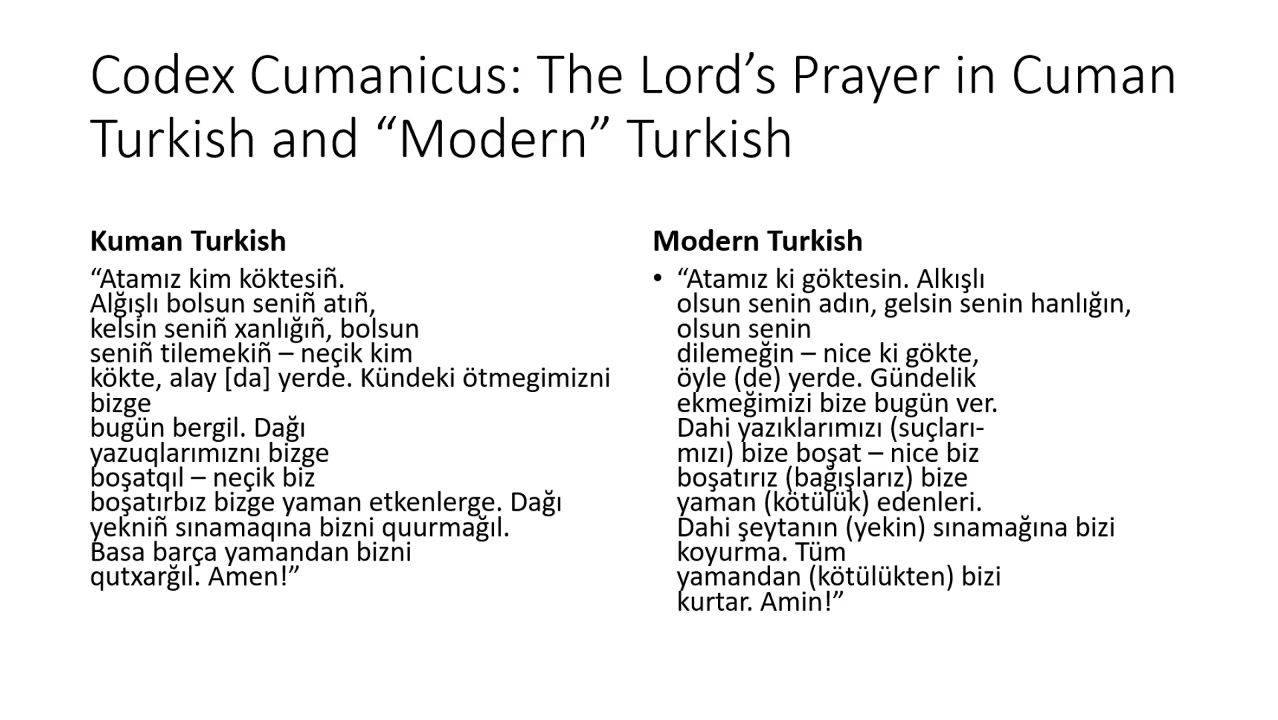 Codex Cumanicus: The Lord’s Prayer in Cuman
Turkish and “Modern” Turkish
Kuman Turkish
“Atamız kim köktesiñ.
Alğışlı bolsun seniñ atıñ,
kelsin seniñ xanlığıñ, bolsun
seniñ tilemekiñ – neçik kim
kökte, alay [da] yerde. Kündeki ötmegimizni
bizge
bugün bergil. Dağı
yazuqlarımıznı bizge
boşatqıl – neçik biz
boşatırbız bizge yaman etkenlerge. Dağı
yekniñ sınamaqına bizni quurmağıl.
Basa barça yamandan bizni
qutxarğıl. Amen!”
Modern Turkish
• “Atamız ki göktesin. Alkışlı
olsun senin adın, gelsin senin hanlığın,
olsun senin
dilemeğin – nice ki gökte,
öyle (de) yerde. Gündelik
ekmeğimizi bize bugün ver.
Dahi yazıklarımızı (suçları-
mızı) bize boşat – nice biz
boşatırız (bağışlarız) bize
yaman (kötülük) edenleri.
Dahi şeytanın (yekin) sınamağına bizi
koyurma. Tüm
yamandan (kötülükten) bizi
kurtar. Amin!”